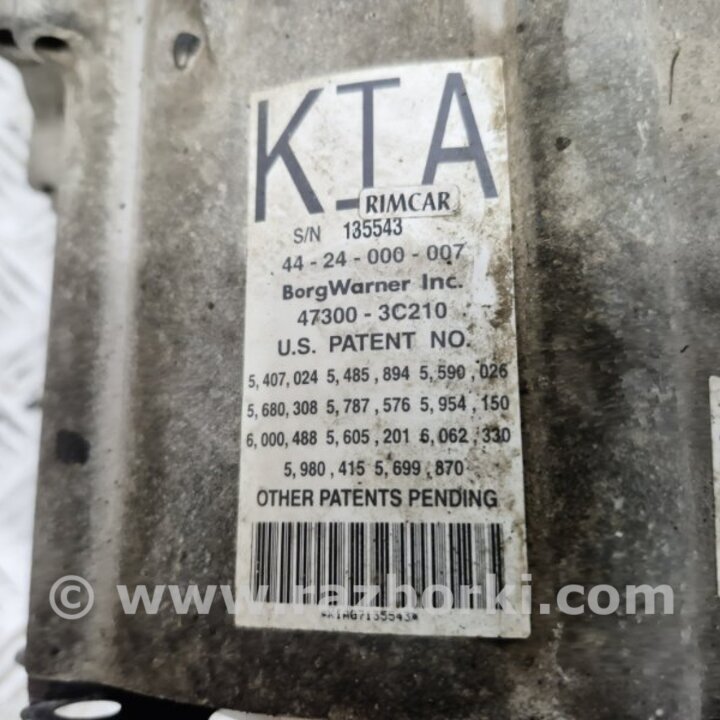 KIA
RIMCAR
S/N 135543
44 - 24 - 000 - 007
BorgWarner Inc.
47300 - 3C210
U.S. PATENT NO.
5,407,024 5,485,894 5,590,026
5,680,308 5,787,576 5,954,150
6,000,488 5,605,201 6,062,330
5,980,415 5,699,870
OTHER PATENTS PENDING
© www.razborki.com
*KIAG7135543*